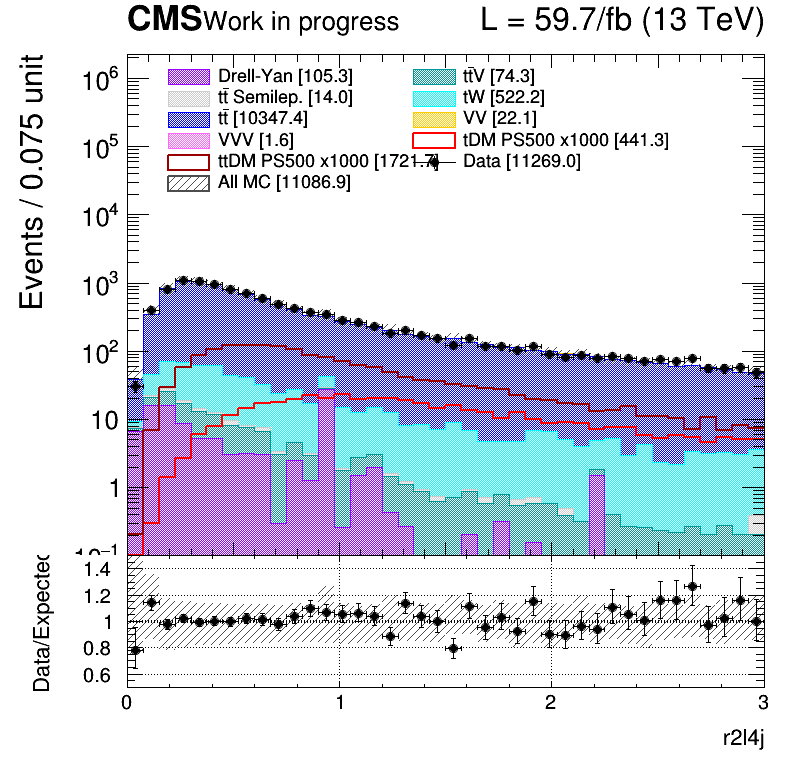 CMS Work in progress L = 59.7/fb (13 TeV)
Events / 0.075 unit
10⁶
10⁵
10⁴
10³
10²
10
1
10⁻¹
Drell-Yan [105.3] tt̄V [74.3]
tt̄ Semilep. [14.0] tW [522.2]
tt̄ [10347.4] VV [22.1]
VVV [1.6] tDM PS500 x1000 [441.3]
ttDM PS500 x1000 [1721.7] Data [11269.0]
All MC [11086.9]
Data/Expected
1.4
1.2
1
0.8
0.6
0 1 2 3
r2l4j